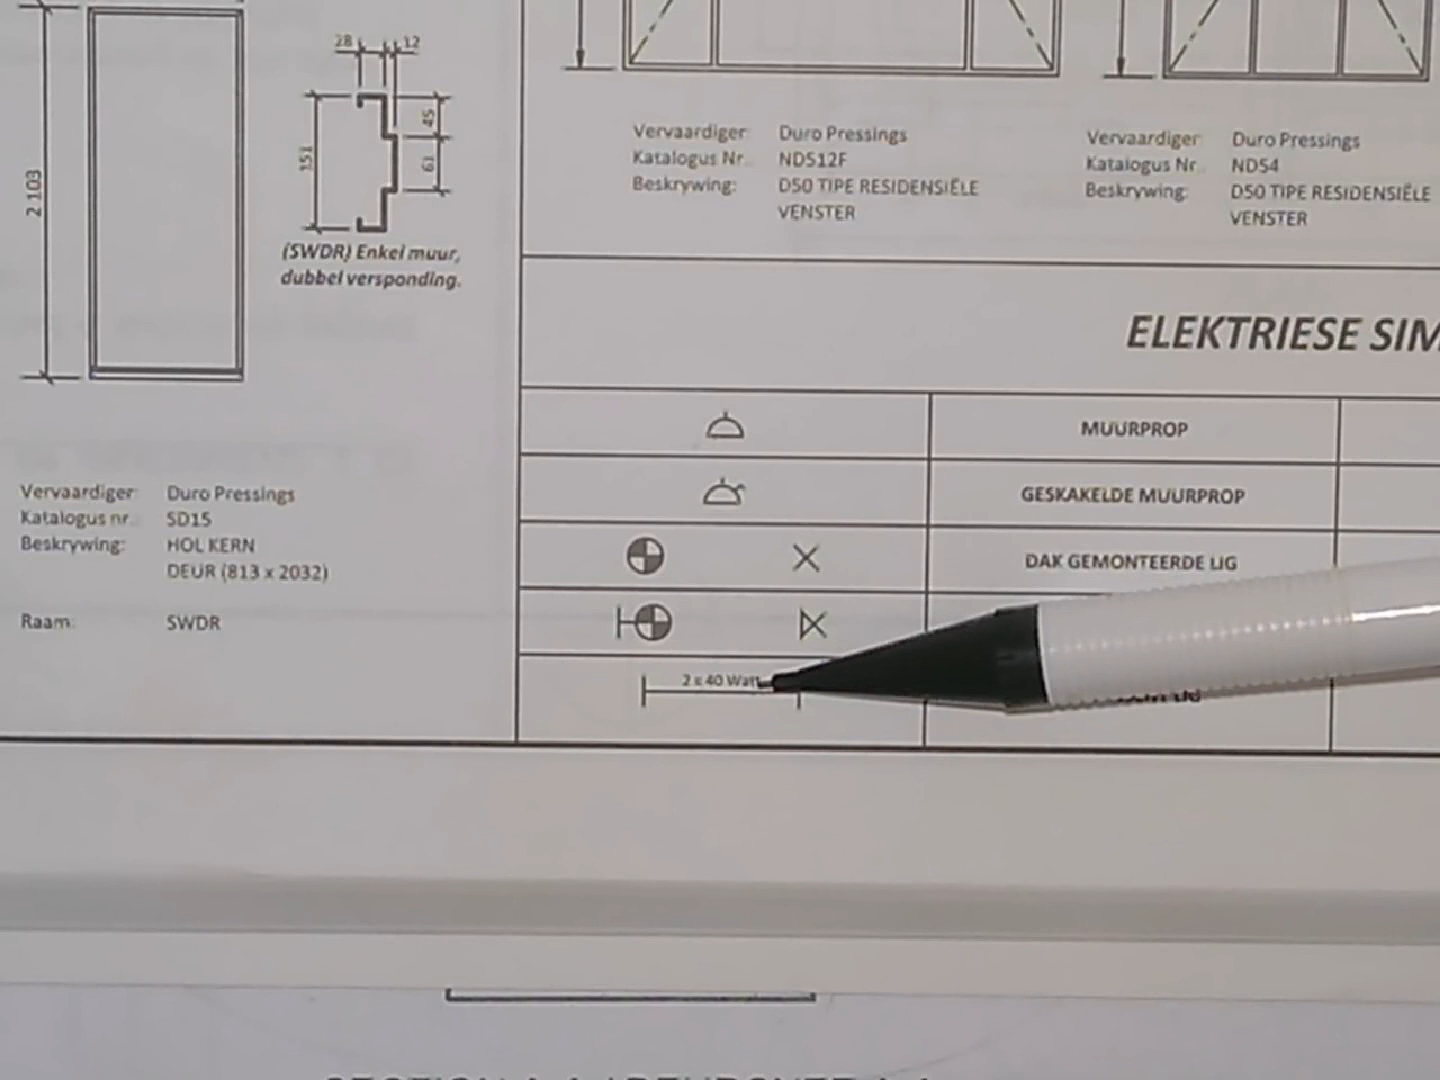 2 103
28
12
45
151
61
(SWDR) Enkel muur,
dubbel versponding.
Vervaardiger: Duro Pressings
Katalogus nr. SD15
Beskrywing: HOL KERN
DEUR (813 x 2032)
Raam: SWDR
Vervaardiger: Duro Pressings
Katalogus Nr. ND512F
Beskrywing: D50 TIPE RESIDENSIËLE
VENSTER
Vervaardiger: Duro Pressings
Katalogus Nr. ND54
Beskrywing: D50 TIPE RESIDENSIËLE
VENSTER
ELEKTRIESE SIM
MUURPROP
GESKAKELDE MUURPROP
DAK GEMONTEERDE LIG
2 x 40 Watt